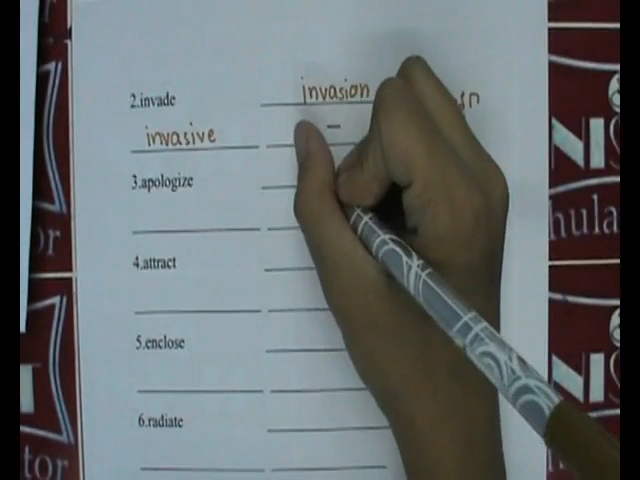 2.invade invasion
invasive –
3.apologize
4.attract
5.enclose
6.radiate